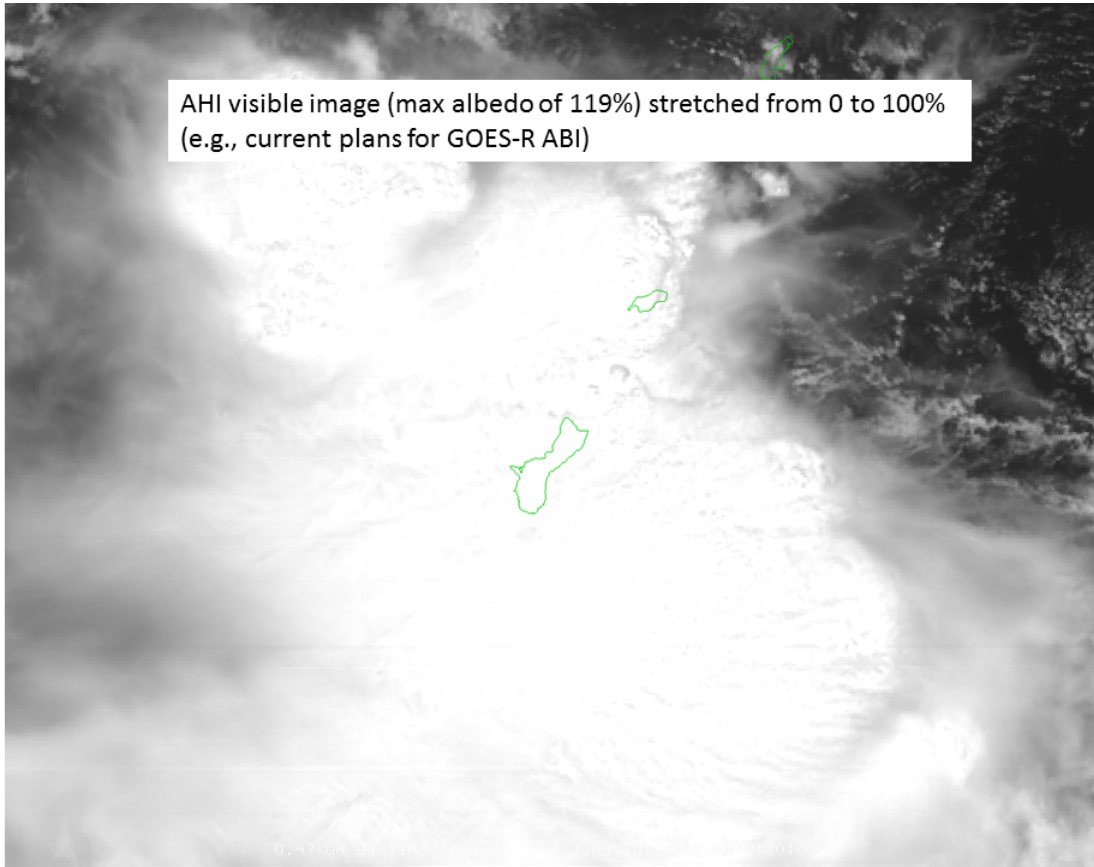 AHI visible image (max albedo of 119%) stretched from 0 to 100%
(e.g., current plans for GOES-R ABI)